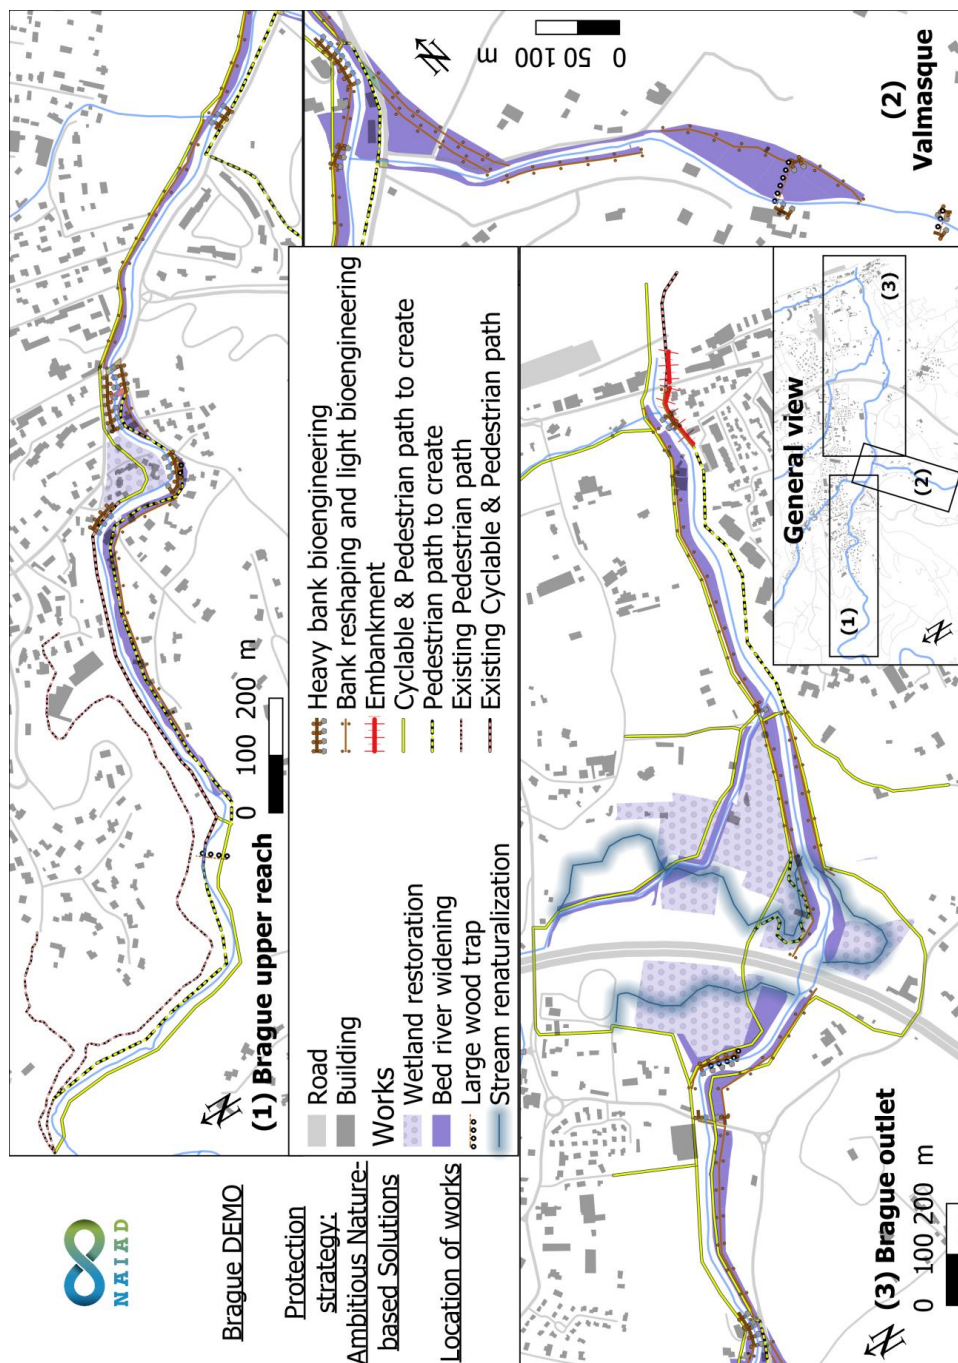 NAIAD
Brague DEMO
Protection
strategy:
Ambitious Nature-
based Solutions
Location of works
N
(1) Brague upper reach
0 100 200 m
Road
Building
Works
Wetland restoration
Bed river widening
Large wood trap
Stream renaturalization
Heavy bank bioengineering
Bank reshaping and light bioengineering
Embankment
Cyclable & Pedestrian path to create
Pedestrian path to create
Existing Pedestrian path
Existing Cyclable & Pedestrian path
N
0 50 100 m
(2)
Valmasque
N
(3) Brague outlet
0 100 200 m
General view
N
(1)
(2)
(3)